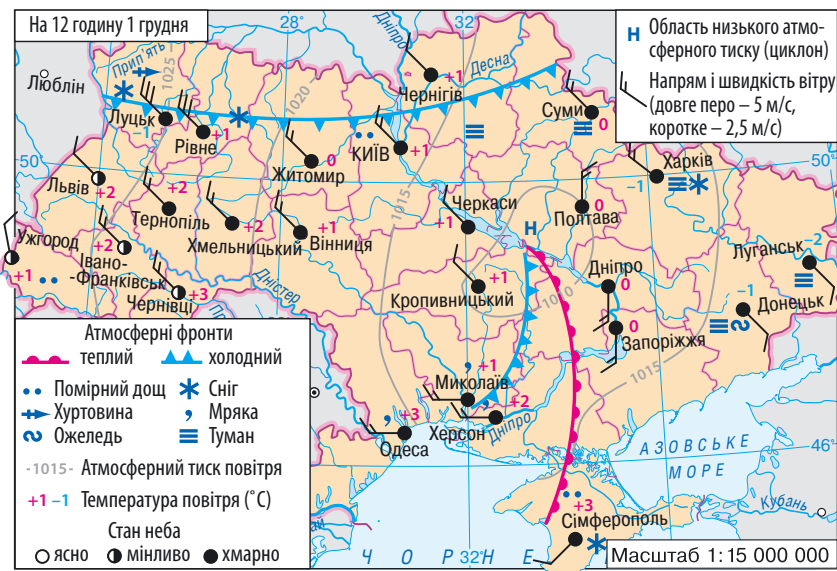 На 12 годину 1 грудня
28°
Дніпро
32°
Н Область низького атмо-
сферного тиску (циклон)
Напрям і швидкість вітру
(довге перо – 5 м/с,
коротке – 2,5 м/с)
Люблін
Прип'ять
1025
1020
Десна
+1
Чернігів
Суми
0
Луцьк
-1
Рівне
+1
Житомир
0
КИЇВ
+1
Харків
-1
50°
50°
Львів
+2
+2
Тернопіль
+2
Хмельницький
+1
Вінниця
1015
Черкаси
+1
Н
0
Полтава
Ужгород
+1
+2
Івано-
-Франківськ
+3
Чернівці
Дністер
Кропивницький
+1
1010
Дніпро
0
Луганськ
-2
-1
Донецьк
0
Запоріжжя
1015
+1
Миколаїв
+2
Херсон
Дніпро
+3
Одеса
46°
АЗОВСЬКЕ
МОРЕ
Кубань
+3
Сімферополь
ЧОРНЕ
32°
Атмосферні фронти
теплий
холодний
Помірний дощ
Сніг
Хуртовина
Мряка
Ожеледь
Туман
-1015- Атмосферний тиск повітря
+1 –1 Температура повітря (°С)
Стан неба
ясно
мінливо
хмарно
Масштаб 1:15 000 000